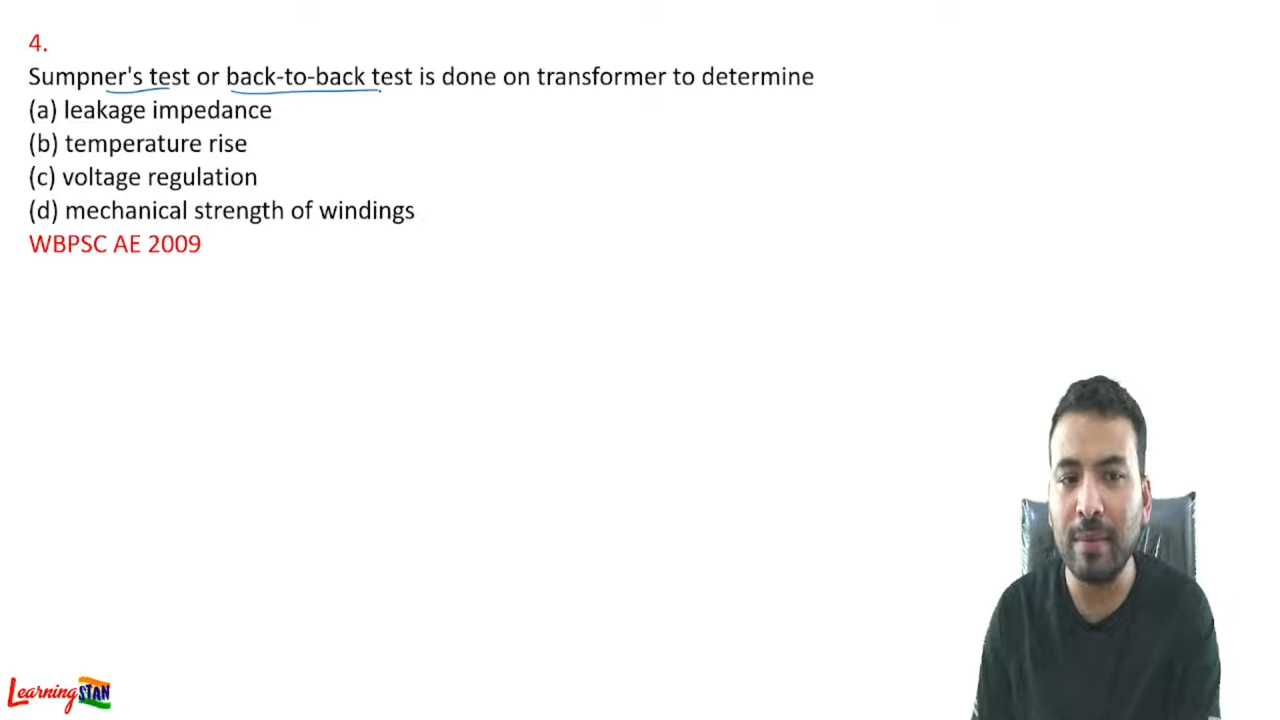 4.
Sumpner's test or back-to-back test is done on transformer to determine
(a) leakage impedance
(b) temperature rise
(c) voltage regulation
(d) mechanical strength of windings
WBPSC AE 2009
LearningSTAN